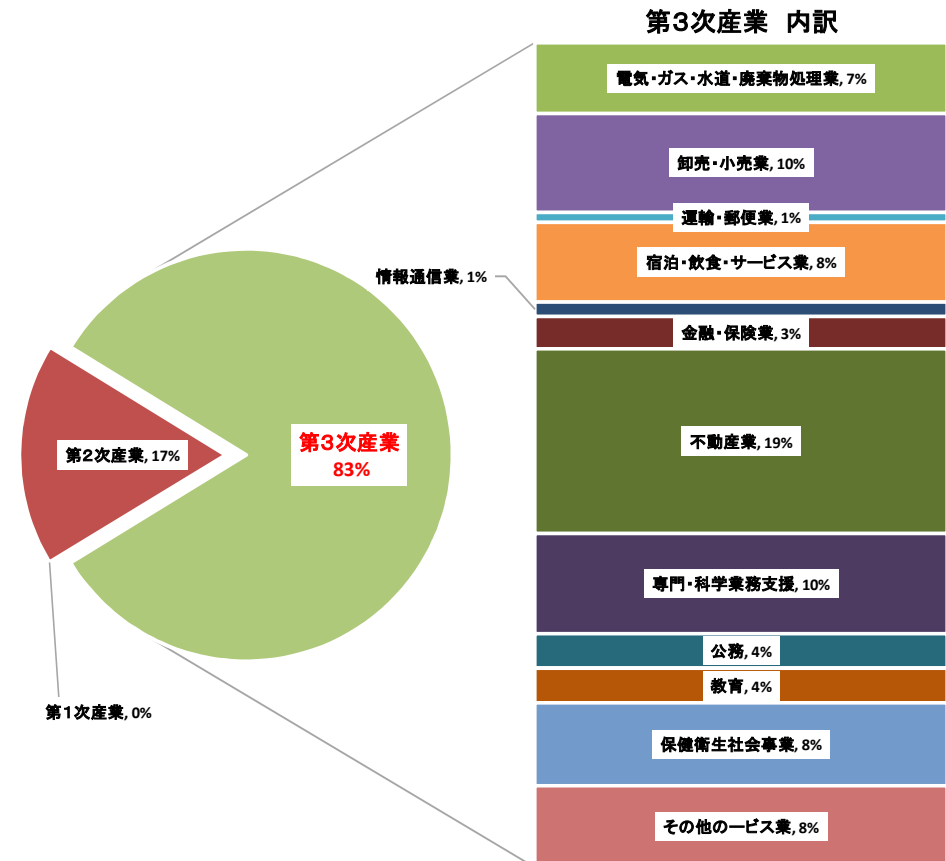 第3次産業　内訳
電気・ガス・水道・廃棄物処理業, 7%
卸売・小売業, 10%
運輸・郵便業, 1%
宿泊・飲食・サービス業, 8%
情報通信業, 1%
金融・保険業, 3%
不動産業, 19%
第3次産業
83%
第2次産業, 17%
専門・科学業務支援, 10%
公務, 4%
教育, 4%
第1次産業, 0%
保健衛生社会事業, 8%
その他のービス業, 8%